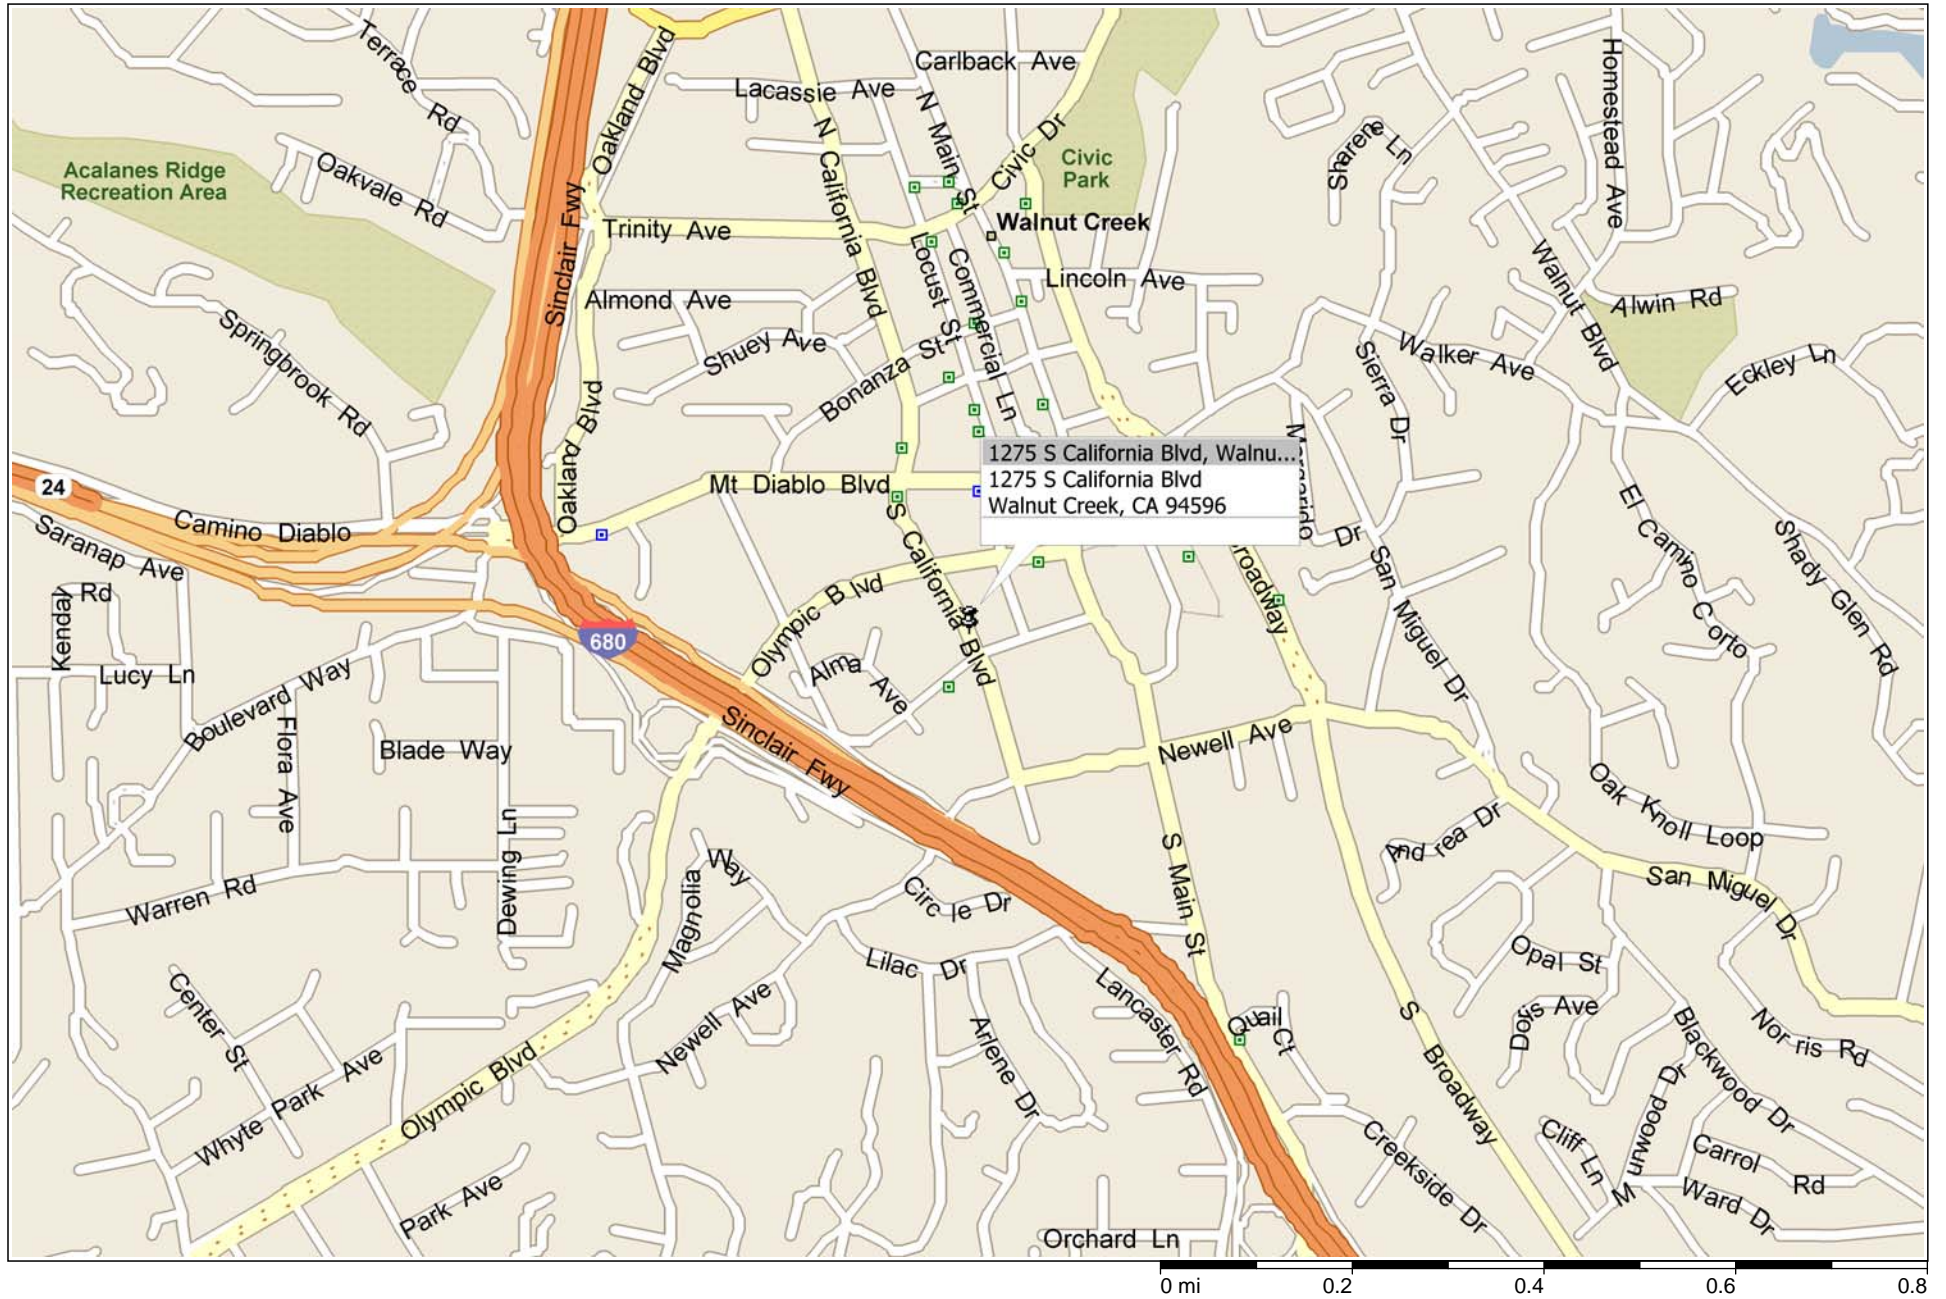 Terrace Rd
Oakland Blvd
Carlback Ave
Lacassie Ave
N Main St
Civic Dr
N California Blvd
Homestead Ave
Sharene Ln
Acalanes Ridge
Recreation Area
Civic
Park
Oakvale Rd
Sinclair Fwy
Trinity Ave
Walnut Creek
Locust St
Commercial Ln
Lincoln Ave
Walnut Blvd
Alwin Rd
Almond Ave
Springbrook Rd
Shuey Ave
Bonanza St
Sierra Dr
Walker Ave
Eckley Ln
Oakland Blvd
1275 S California Blvd, Walnu...
1275 S California Blvd
Walnut Creek, CA 94596
24
Mt Diablo Blvd
Camino Diablo
Saranap Ave
S California Blvd
Dr
San Miguel Dr
El Camino Corto
Shady Glen Rd
Kendall Rd
Olympic Blvd
Broadway
680
Lucy Ln
Alma Ave
Boulevard Way
Flora Ave
Blade Way
Sinclair Fwy
Newell Ave
Oak Knoll Loop
Andrea Dr
Dewing Ln
Warren Rd
Magnolia Way
Circle Dr
S Main St
San Miguel Dr
Lilac Dr
Opal St
Center St
Newell Ave
Lancaster Rd
Quail Ct
S Broadway
Doris Ave
Blackwood Dr
Norris Rd
Arlene Dr
Whyte Park Ave
Olympic Blvd
Murwood Dr
Creekside Dr
Cliff Ln
Carrol Rd
Park Ave
Ward Dr
Orchard Ln
0 mi 0.2 0.4 0.6 0.8